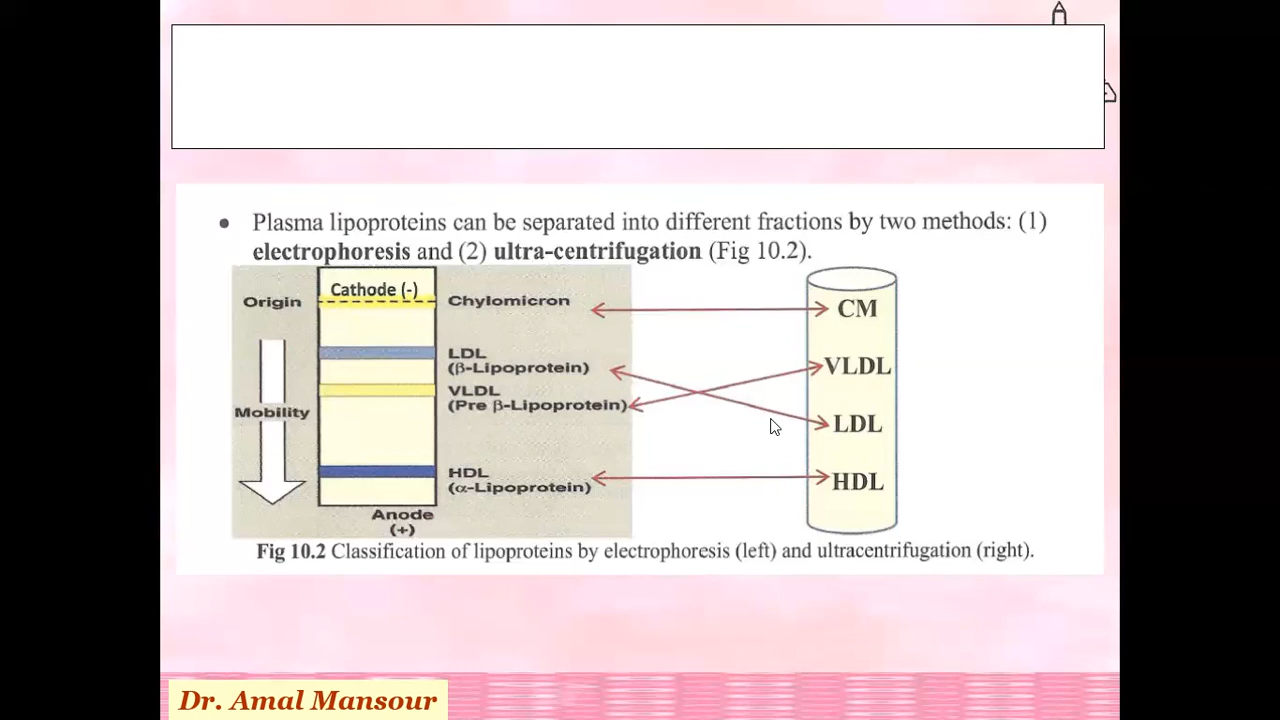 • Plasma lipoproteins can be separated into different fractions by two methods: (1)
electrophoresis and (2) ultra-centrifugation (Fig 10.2).
Cathode (-)
Origin
Chylomicron
CM
LDL
(β-Lipoprotein)
VLDL
VLDL
(Pre β-Lipoprotein)
Mobility
LDL
HDL
(α-Lipoprotein)
HDL
Anode
(+)
Fig 10.2 Classification of lipoproteins by electrophoresis (left) and ultracentrifugation (right).
Dr. Amal Mansour